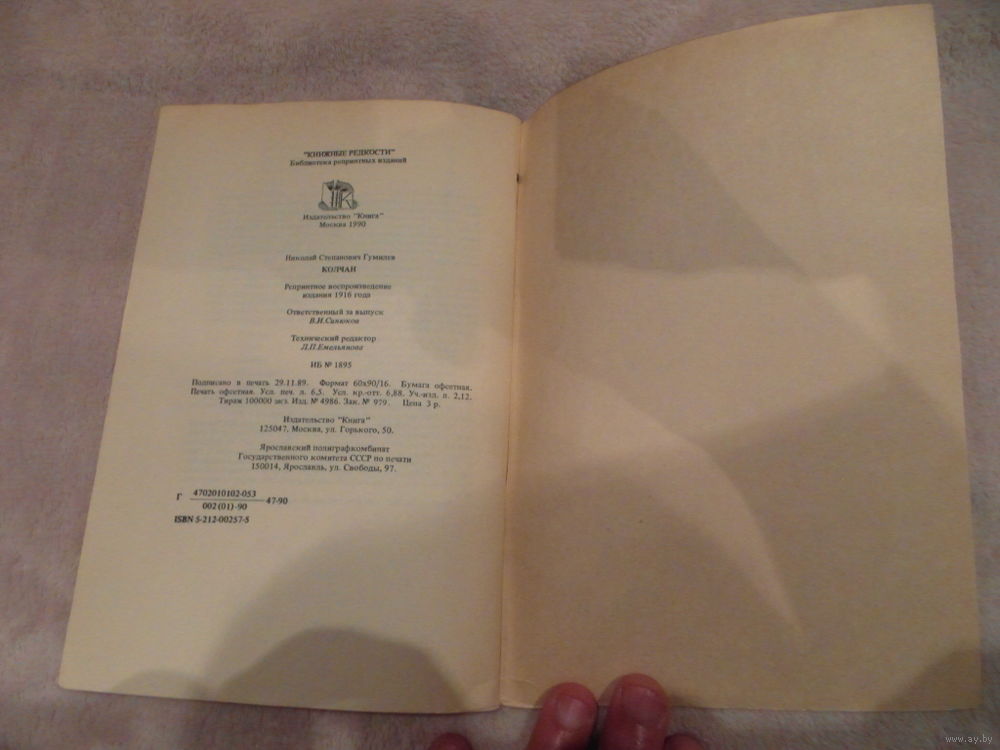 "КНИЖНЫЕ РЕДКОСТИ"
Библиотека репринтных изданий
Издательство "Книга"
Москва 1990
Николай Степанович Гумилев
КОЛЧАН
Репринтное воспроизведение
издания 1916 года
Ответственный за выпуск
В.И.Синюков
Технический редактор
Л.П.Емельянова
ИБ № 1895
Подписано в печать 29.11.89. Формат 60х90/16. Бумага офсетная.
Печать офсетная. Усл. печ. л. 6,5. Усл. кр.-отт. 6,88. Уч.-изд. л. 2,12.
Тираж 100000 экз. Изд. № 4986. Зак. № 979. Цена 3 р.
Издательство "Книга"
125047, Москва, ул. Горького, 50.
Ярославский полиграфкомбинат
Государственного комитета СССР по печати
150014, Ярославль, ул. Свободы, 97.
Г 4702010102-053 47-90
002(01)-90
ISBN 5-212-00257-5
www.ay.by